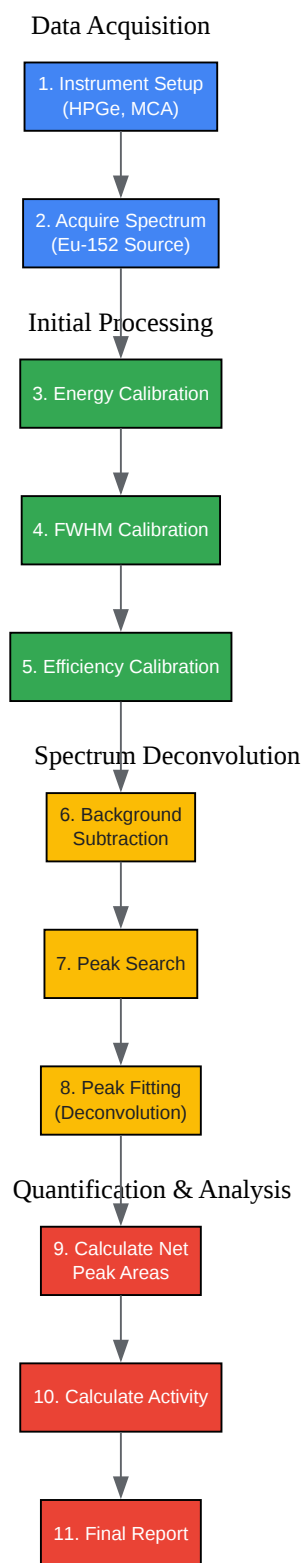 Data Acquisition
1. Instrument Setup
(HPGe, MCA)
2. Acquire Spectrum
(Eu-152 Source)
Initial Processing
3. Energy Calibration
4. FWHM Calibration
5. Efficiency Calibration
Spectrum Deconvolution
6. Background
Subtraction
7. Peak Search
8. Peak Fitting
(Deconvolution)
Quantification & Analysis
9. Calculate Net
Peak Areas
10. Calculate Activity
11. Final Report